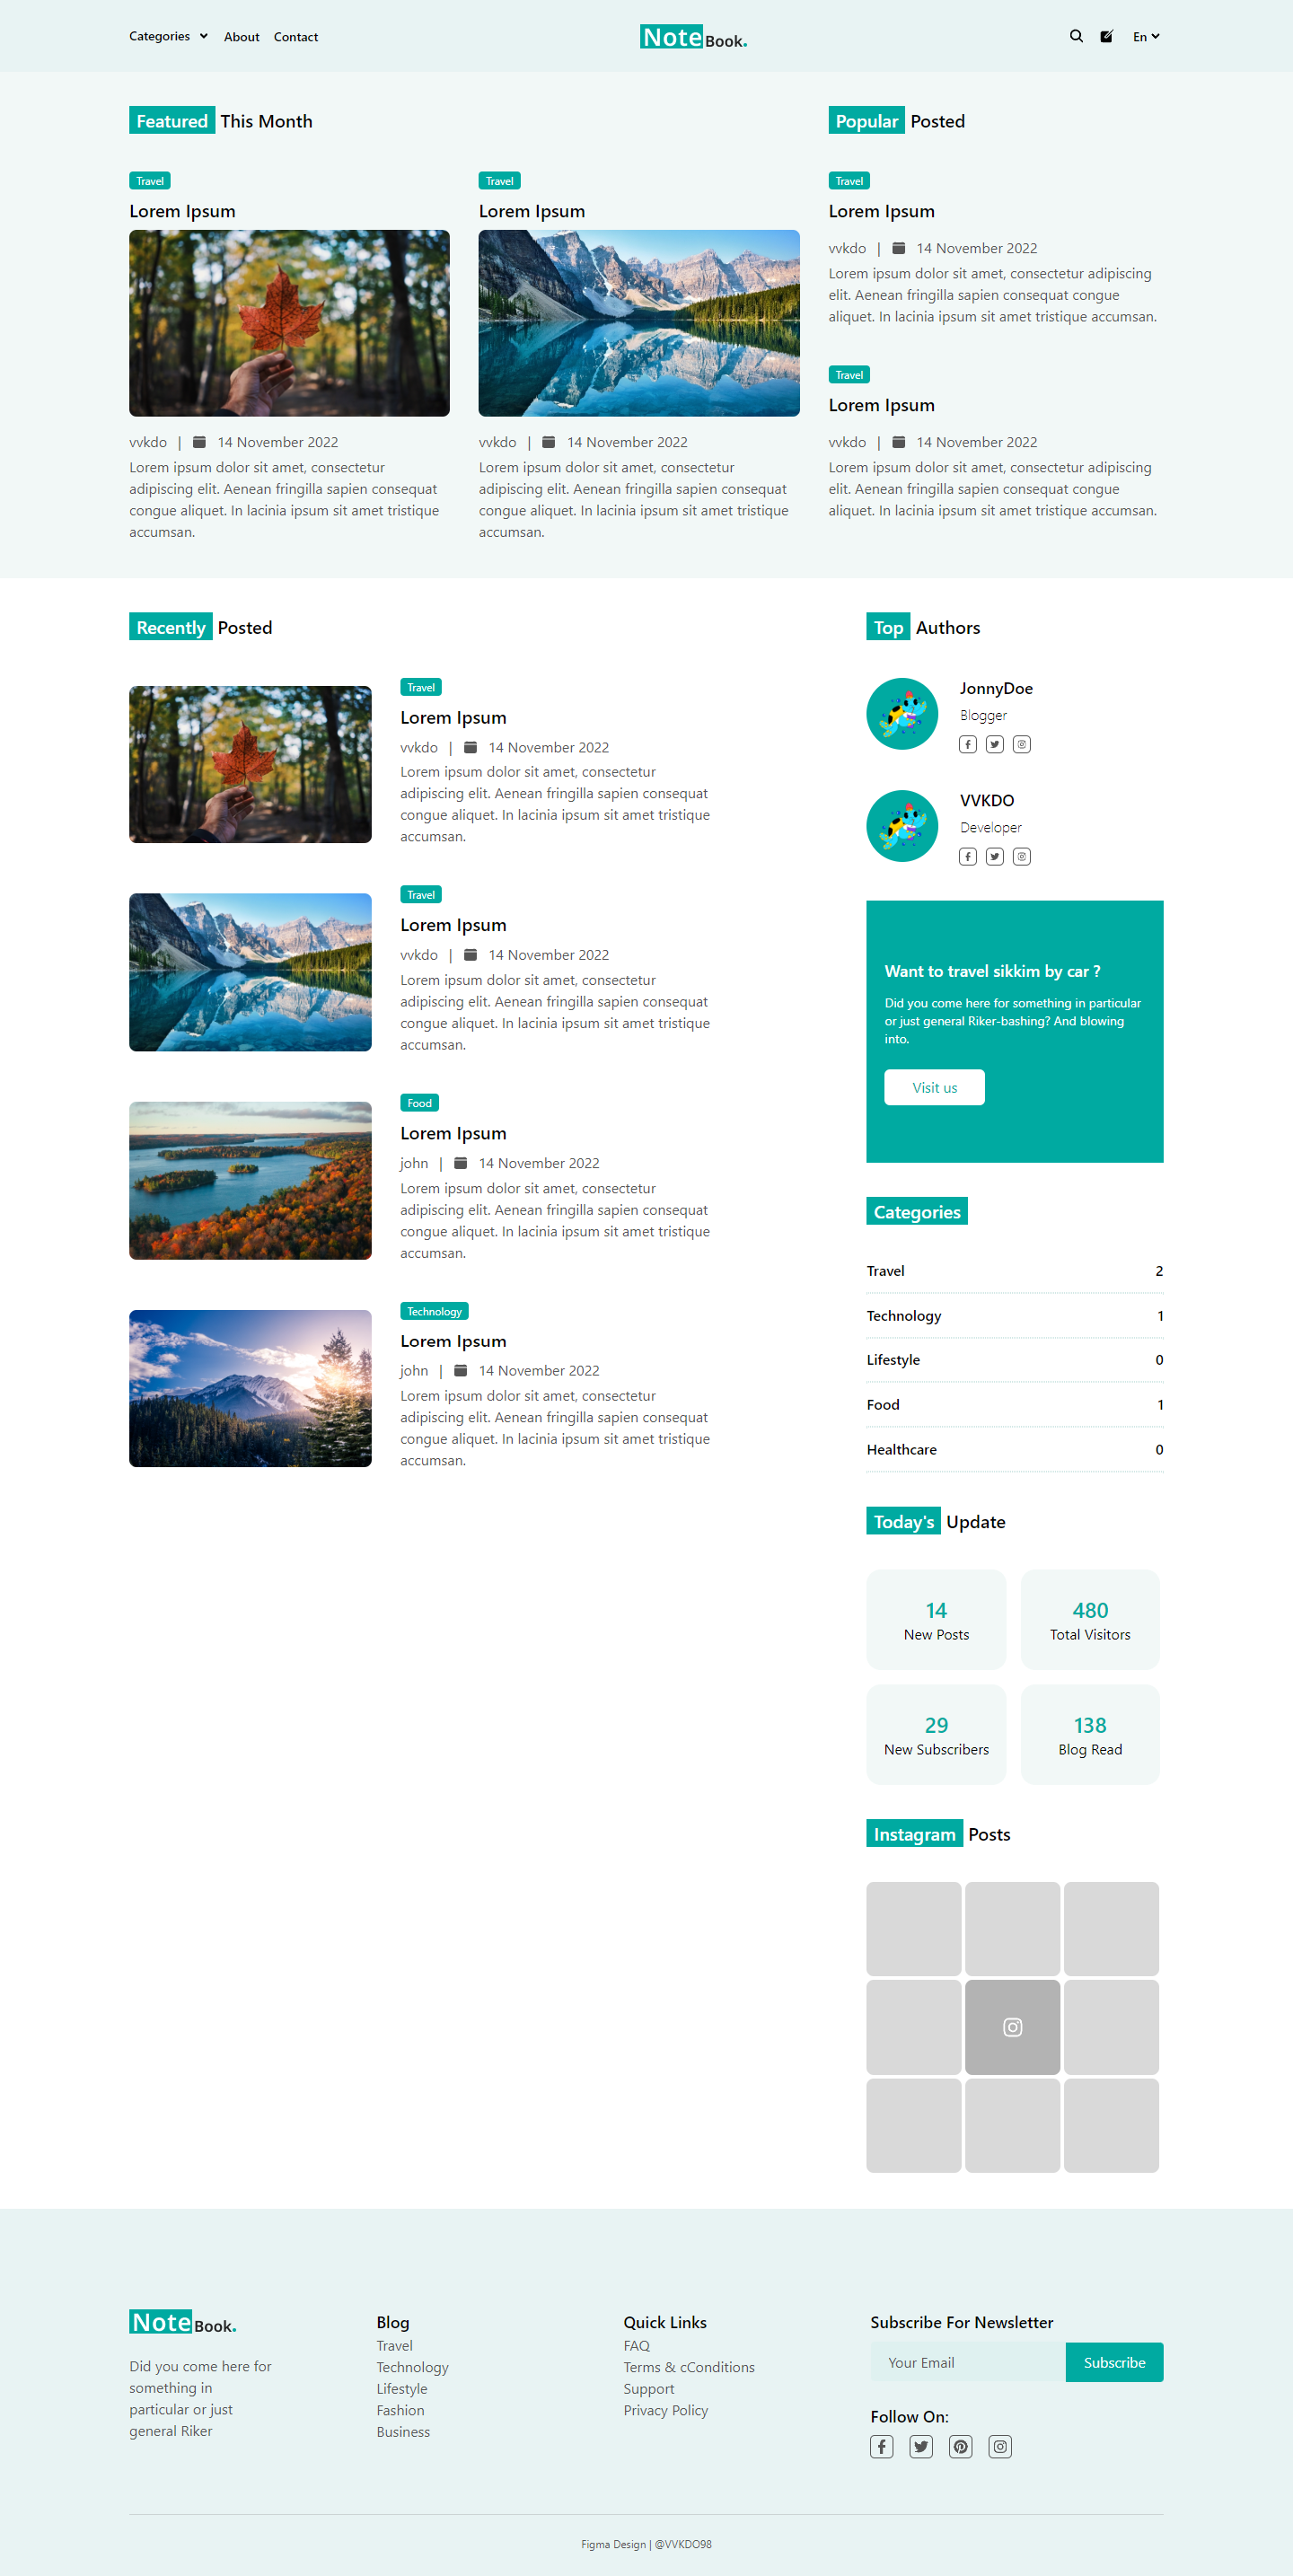 Categories About Contact
NoteBook.
En
Featured This Month
Travel
Lorem Ipsum
vvkdo | 14 November 2022
Lorem ipsum dolor sit amet, consectetur
adipiscing elit. Aenean fringilla sapien consequat
congue aliquet. In lacinia ipsum sit amet tristique
accumsan.
Travel
Lorem Ipsum
vvkdo | 14 November 2022
Lorem ipsum dolor sit amet, consectetur
adipiscing elit. Aenean fringilla sapien consequat
congue aliquet. In lacinia ipsum sit amet tristique
accumsan.
Popular Posted
Travel
Lorem Ipsum
vvkdo | 14 November 2022
Lorem ipsum dolor sit amet, consectetur adipiscing
elit. Aenean fringilla sapien consequat congue
aliquet. In lacinia ipsum sit amet tristique accumsan.
Travel
Lorem Ipsum
vvkdo | 14 November 2022
Lorem ipsum dolor sit amet, consectetur adipiscing
elit. Aenean fringilla sapien consequat congue
aliquet. In lacinia ipsum sit amet tristique accumsan.
Recently Posted
Travel
Lorem Ipsum
vvkdo | 14 November 2022
Lorem ipsum dolor sit amet, consectetur
adipiscing elit. Aenean fringilla sapien consequat
congue aliquet. In lacinia ipsum sit amet tristique
accumsan.
Travel
Lorem Ipsum
vvkdo | 14 November 2022
Lorem ipsum dolor sit amet, consectetur
adipiscing elit. Aenean fringilla sapien consequat
congue aliquet. In lacinia ipsum sit amet tristique
accumsan.
Food
Lorem Ipsum
john | 14 November 2022
Lorem ipsum dolor sit amet, consectetur
adipiscing elit. Aenean fringilla sapien consequat
congue aliquet. In lacinia ipsum sit amet tristique
accumsan.
Technology
Lorem Ipsum
john | 14 November 2022
Lorem ipsum dolor sit amet, consectetur
adipiscing elit. Aenean fringilla sapien consequat
congue aliquet. In lacinia ipsum sit amet tristique
accumsan.
Top Authors
JonnyDoe
Blogger
VVKDO
Developer
Want to travel sikkim by car ?
Did you come here for something in particular
or just general Riker-bashing? And blowing
into.
Visit us
Categories
Travel 2
Technology 1
Lifestyle 0
Food 1
Healthcare 0
Today's Update
14
New Posts
480
Total Visitors
29
New Subscribers
138
Blog Read
Instagram Posts
NoteBook.
Did you come here for
something in
particular or just
general Riker
Blog
Travel
Technology
Lifestyle
Fashion
Business
Quick Links
FAQ
Terms & cConditions
Support
Privacy Policy
Subscribe For Newsletter
Your Email Subscribe
Follow On:
Figma Design | @VVKDO98